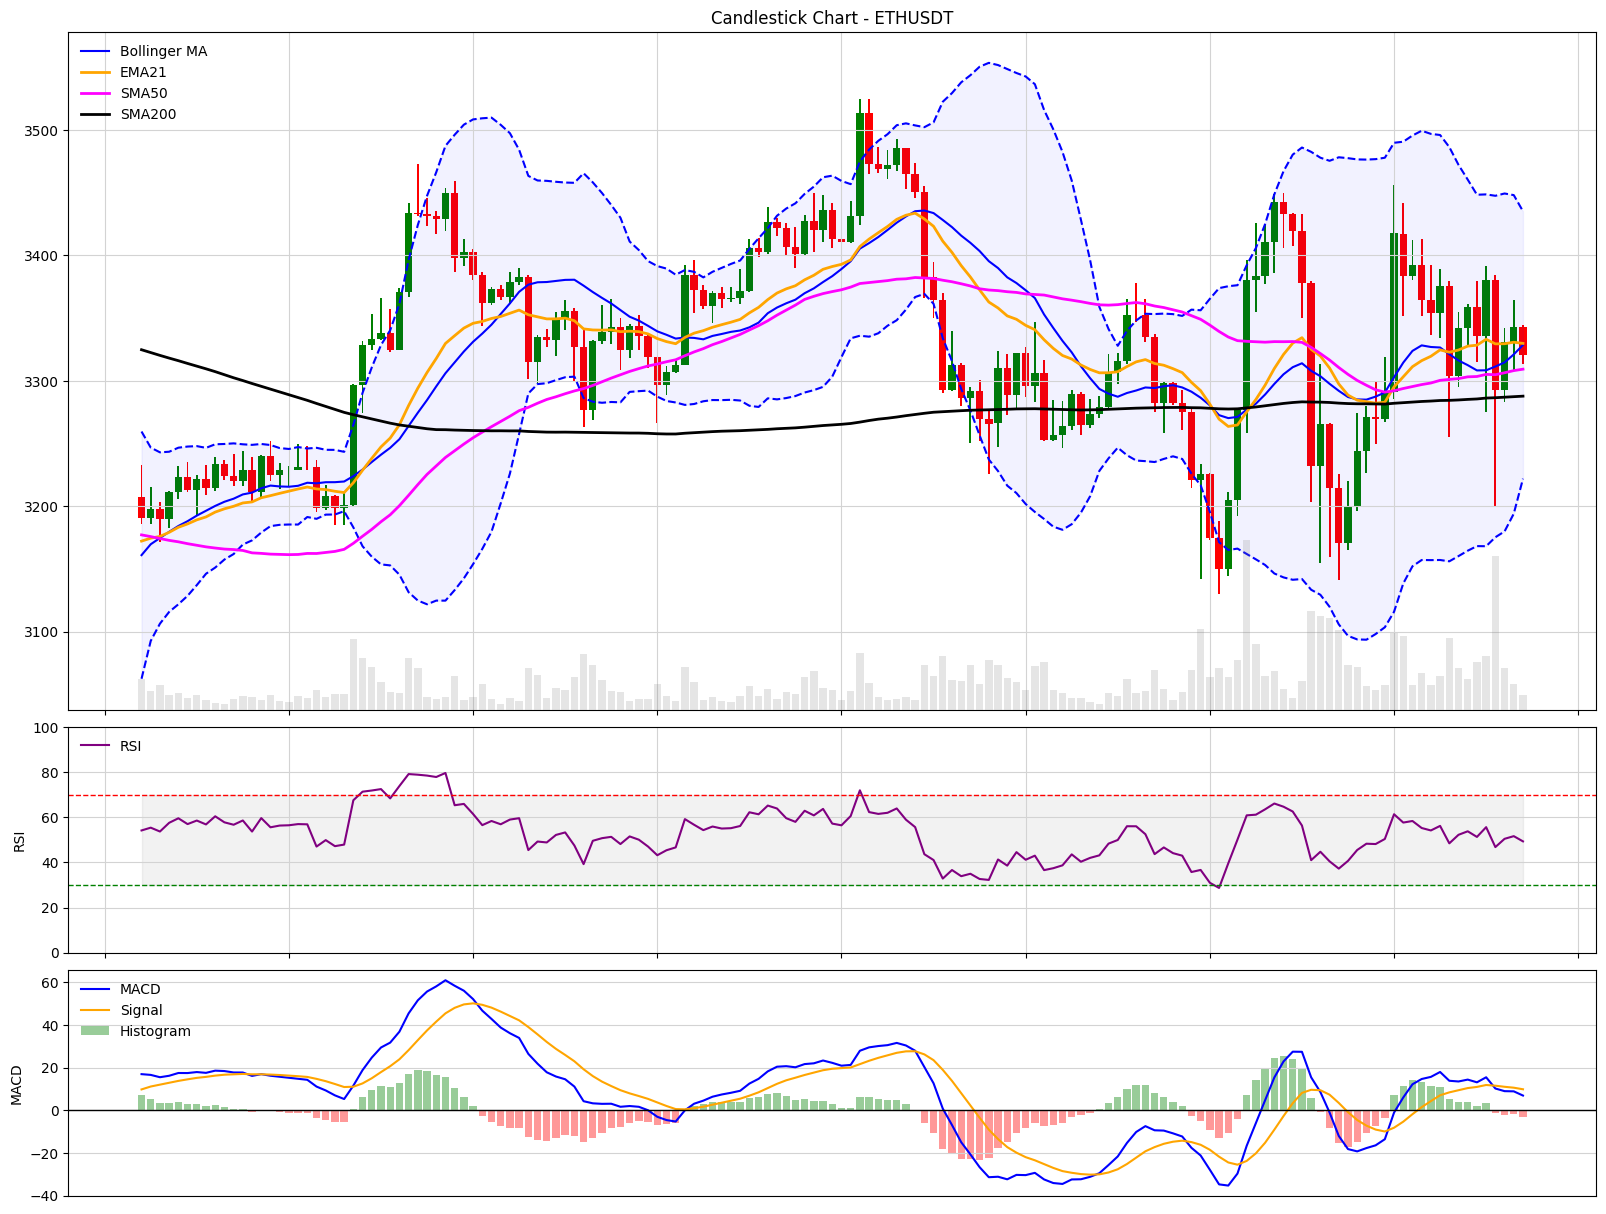 Candlestick Chart - ETHUSDT
Bollinger MA
EMA21
SMA50
SMA200
3500
3400
3300
3200
3100
RSI
100
80
60
40
20
0
RSI
MACD
Signal
Histogram
60
40
20
0
−20
−40
MACD